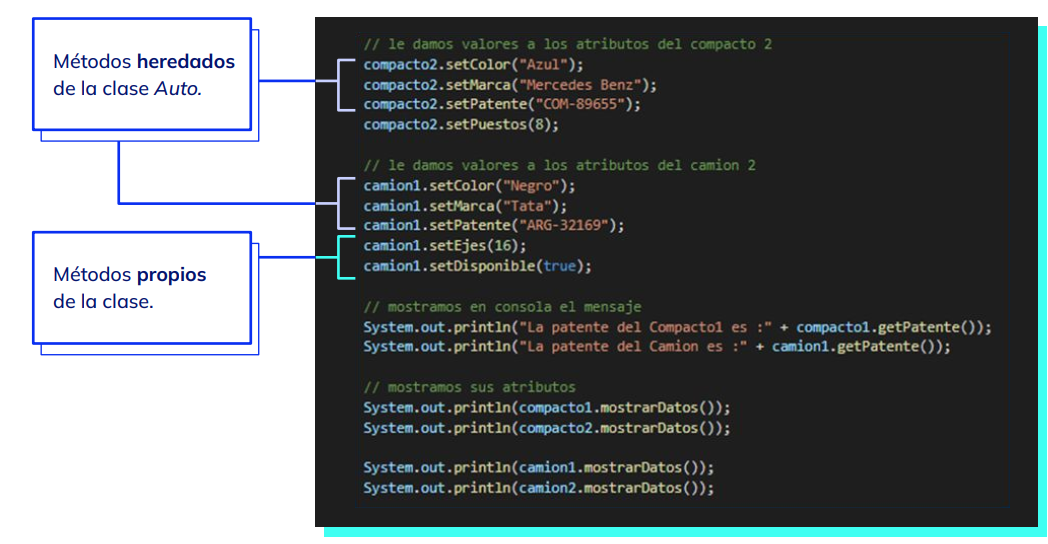 Métodos heredados
de la clase Auto.
Métodos propios
de la clase.
// le damos valores a los atributos del compacto 2
compacto2.setColor("Azul");
compacto2.setMarca("Mercedes Benz");
compacto2.setPatente("COM-89655");
compacto2.setPuestos(8);
// le damos valores a los atributos del camion 2
camion1.setColor("Negro");
camion1.setMarca("Tata");
camion1.setPatente("ARG-32169");
camion1.setEjes(16);
camion1.setDisponible(true);
// mostramos en consola el mensaje
System.out.println("La patente del Compacto1 es :" + compacto1.getPatente());
System.out.println("La patente del Camion es :" + camion1.getPatente());
// mostramos sus atributos
System.out.println(compacto1.mostrarDatos());
System.out.println(compacto2.mostrarDatos());
System.out.println(camion1.mostrarDatos());
System.out.println(camion2.mostrarDatos());